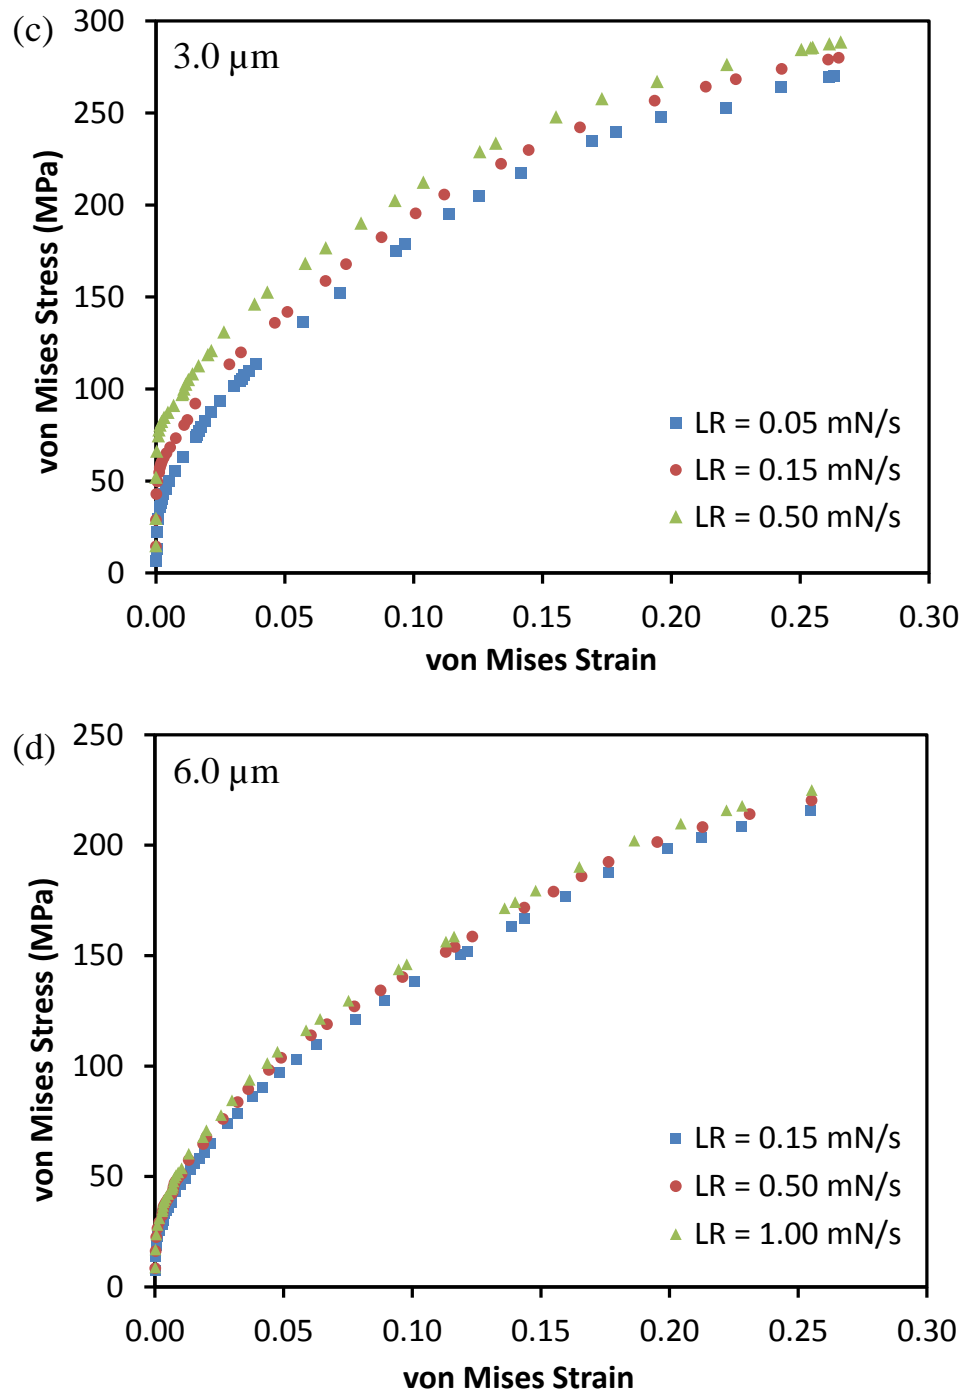 (c)
3.0 µm
300
250
200
150
100
50
0
von Mises Stress (MPa)
LR = 0.05 mN/s
LR = 0.15 mN/s
LR = 0.50 mN/s
0.00 0.05 0.10 0.15 0.20 0.25 0.30
von Mises Strain
(d)
6.0 µm
250
200
150
100
50
0
von Mises Stress (MPa)
LR = 0.15 mN/s
LR = 0.50 mN/s
LR = 1.00 mN/s
0.00 0.05 0.10 0.15 0.20 0.25 0.30
von Mises Strain